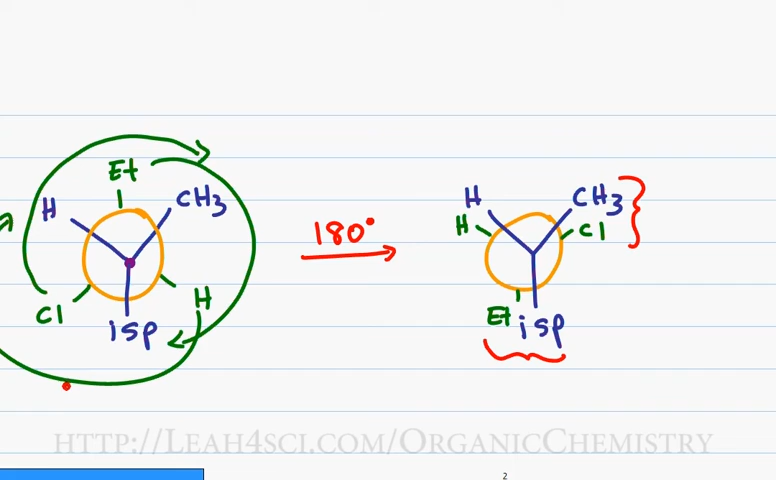 Et
H
CH3
Cl
H
isp
180°
H
CH3
H
Cl
Et
isp
HTTP://LEAH4SCI.COM/ORGANICCHEMISTRY
2